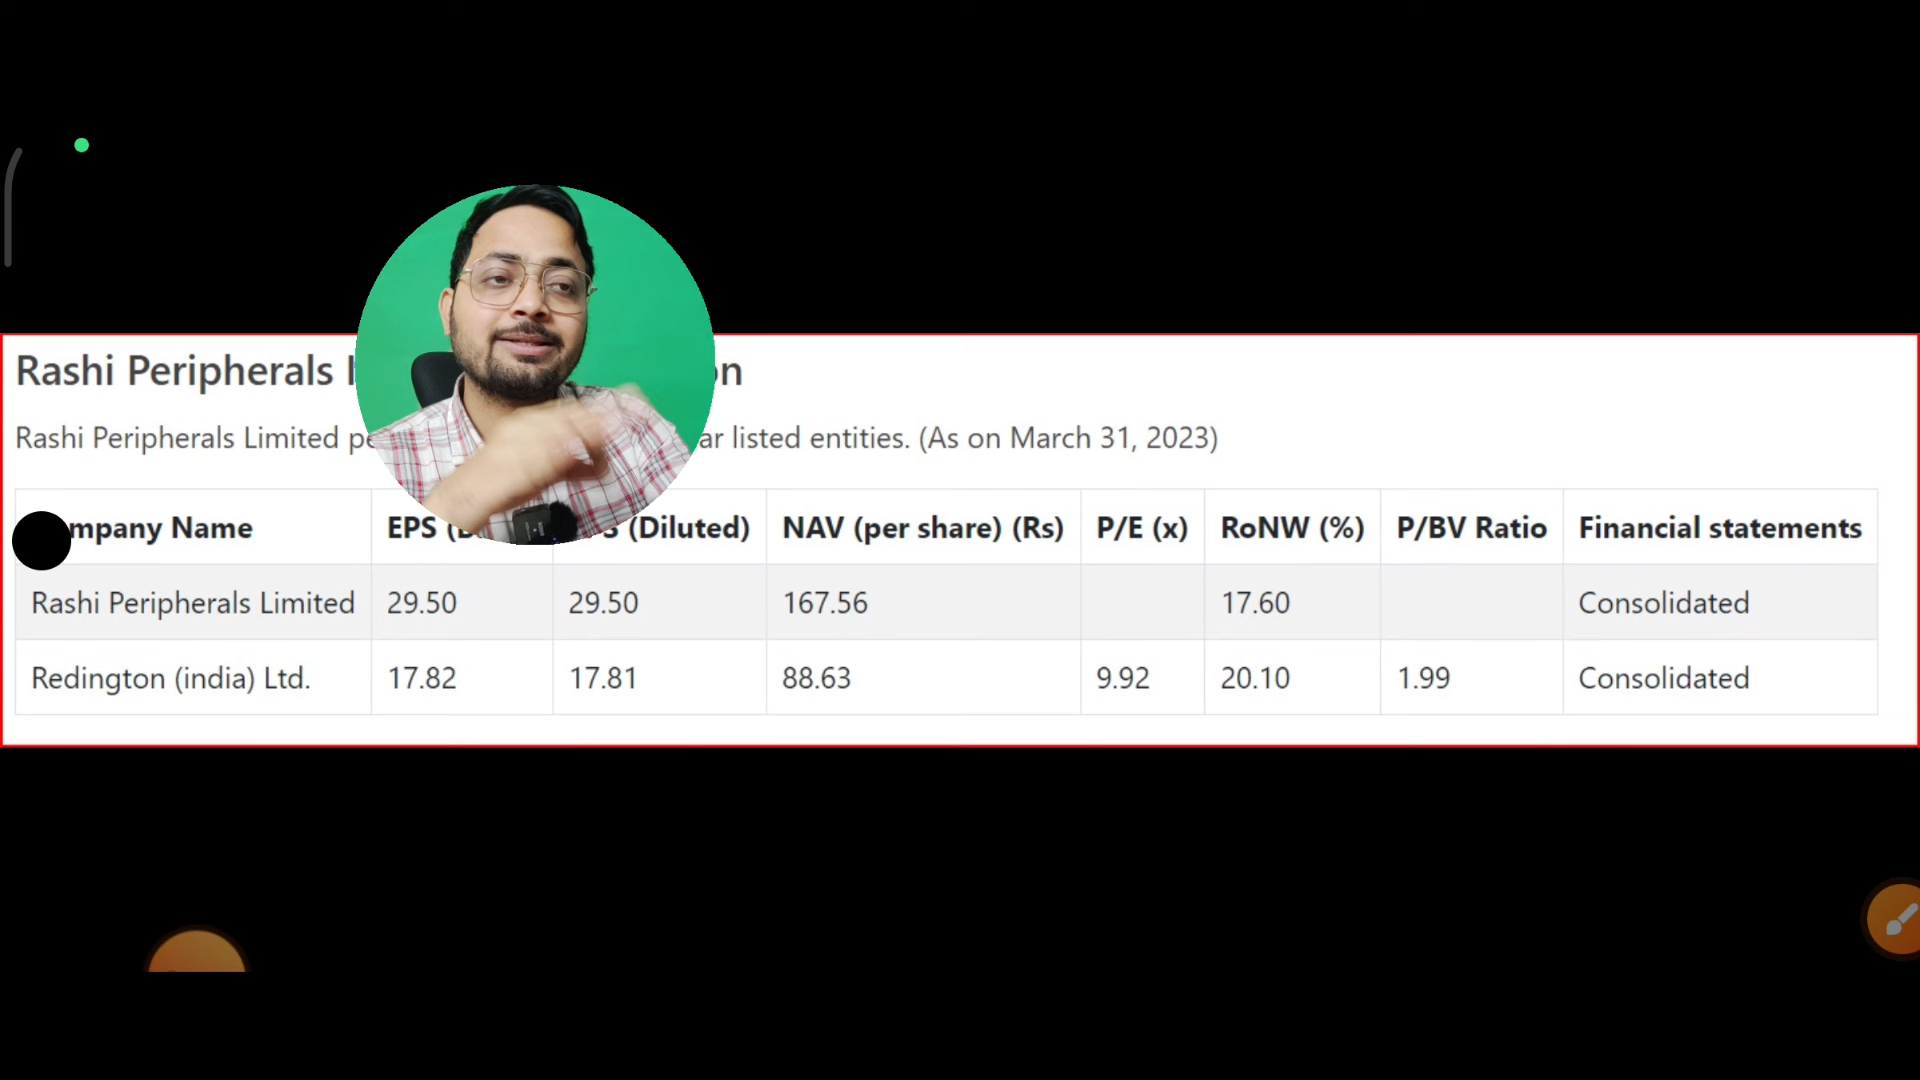 Rashi Peripherals
Rashi Peripherals Limited listed entities. (As on March 31, 2023)
Name EPS (Diluted) NAV (per share) (Rs) P/E (x) RoNW (%) P/BV Ratio Financial statements
Rashi Peripherals Limited 29.50 29.50 167.56 17.60 Consolidated
Redington (india) Ltd. 17.82 17.81 88.63 9.92 20.10 1.99 Consolidated